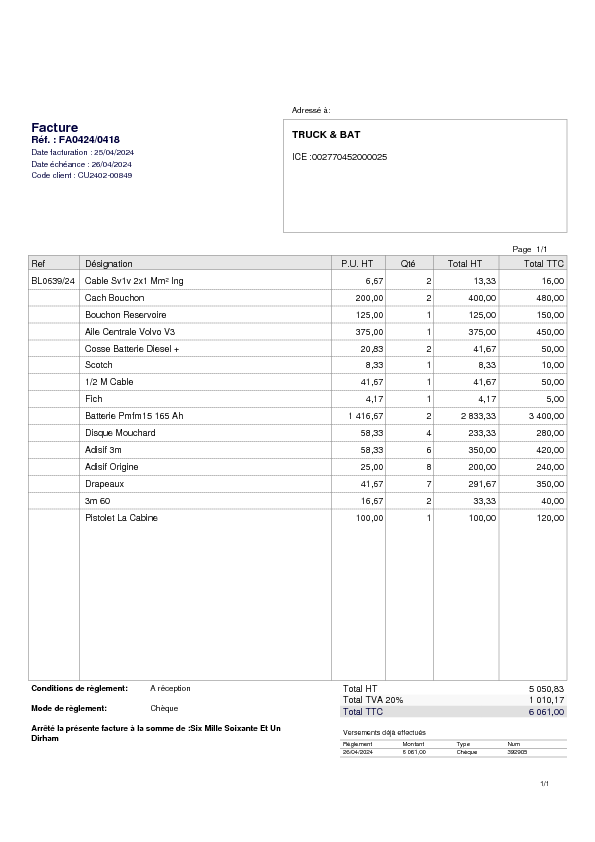 Adressé à:
Facture
Réf. : FA0424/0418
Date facturation : 25/04/2024
Date échéance : 26/04/2024
Code client : CU2402-00849
TRUCK & BAT
ICE :002770452000025
Page 1/1
Ref Désignation P.U. HT Qté Total HT Total TTC
BL0639/24 Cable Sv1v 2x1 Mm² Ing 6,67 2 13,33 16,00
Cach Bouchon 200,00 2 400,00 480,00
Bouchon Reservoire 125,00 1 125,00 150,00
Aile Centrale Volvo V3 375,00 1 375,00 450,00
Cosse Batterie Diesel + 20,83 2 41,67 50,00
Scotch 8,33 1 8,33 10,00
1/2 M Cable 41,67 1 41,67 50,00
Fich 4,17 1 4,17 5,00
Batterie Pmfm15 165 Ah 1 416,67 2 2 833,33 3 400,00
Disque Mouchard 58,33 4 233,33 280,00
Adisif 3m 58,33 6 350,00 420,00
Adisif Origine 25,00 8 200,00 240,00
Drapeaux 41,67 7 291,67 350,00
3m 60 16,67 2 33,33 40,00
Pistolet La Cabine 100,00 1 100,00 120,00
Conditions de règlement: A réception
Mode de règlement: Chèque
Arrêté la présente facture à la somme de :Six Mille Soixante Et Un
Dirham
Total HT 5 050,83
Total TVA 20% 1 010,17
Total TTC 6 061,00
Versements déjà effectués
Règlement Montant Type Num
26/04/2024 6 061,00 Chèque 392905
1/1